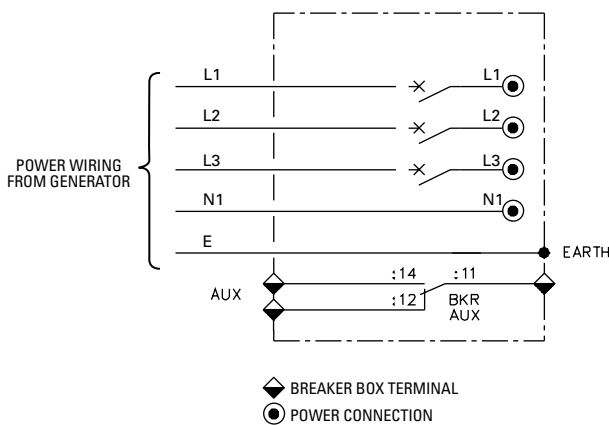 L1 L1
L2 L2
L3 L3
POWER WIRING
FROM GENERATOR
N1 N1
E EARTH
:14 :11
AUX :12 BKR
AUX
BREAKER BOX TERMINAL
POWER CONNECTION